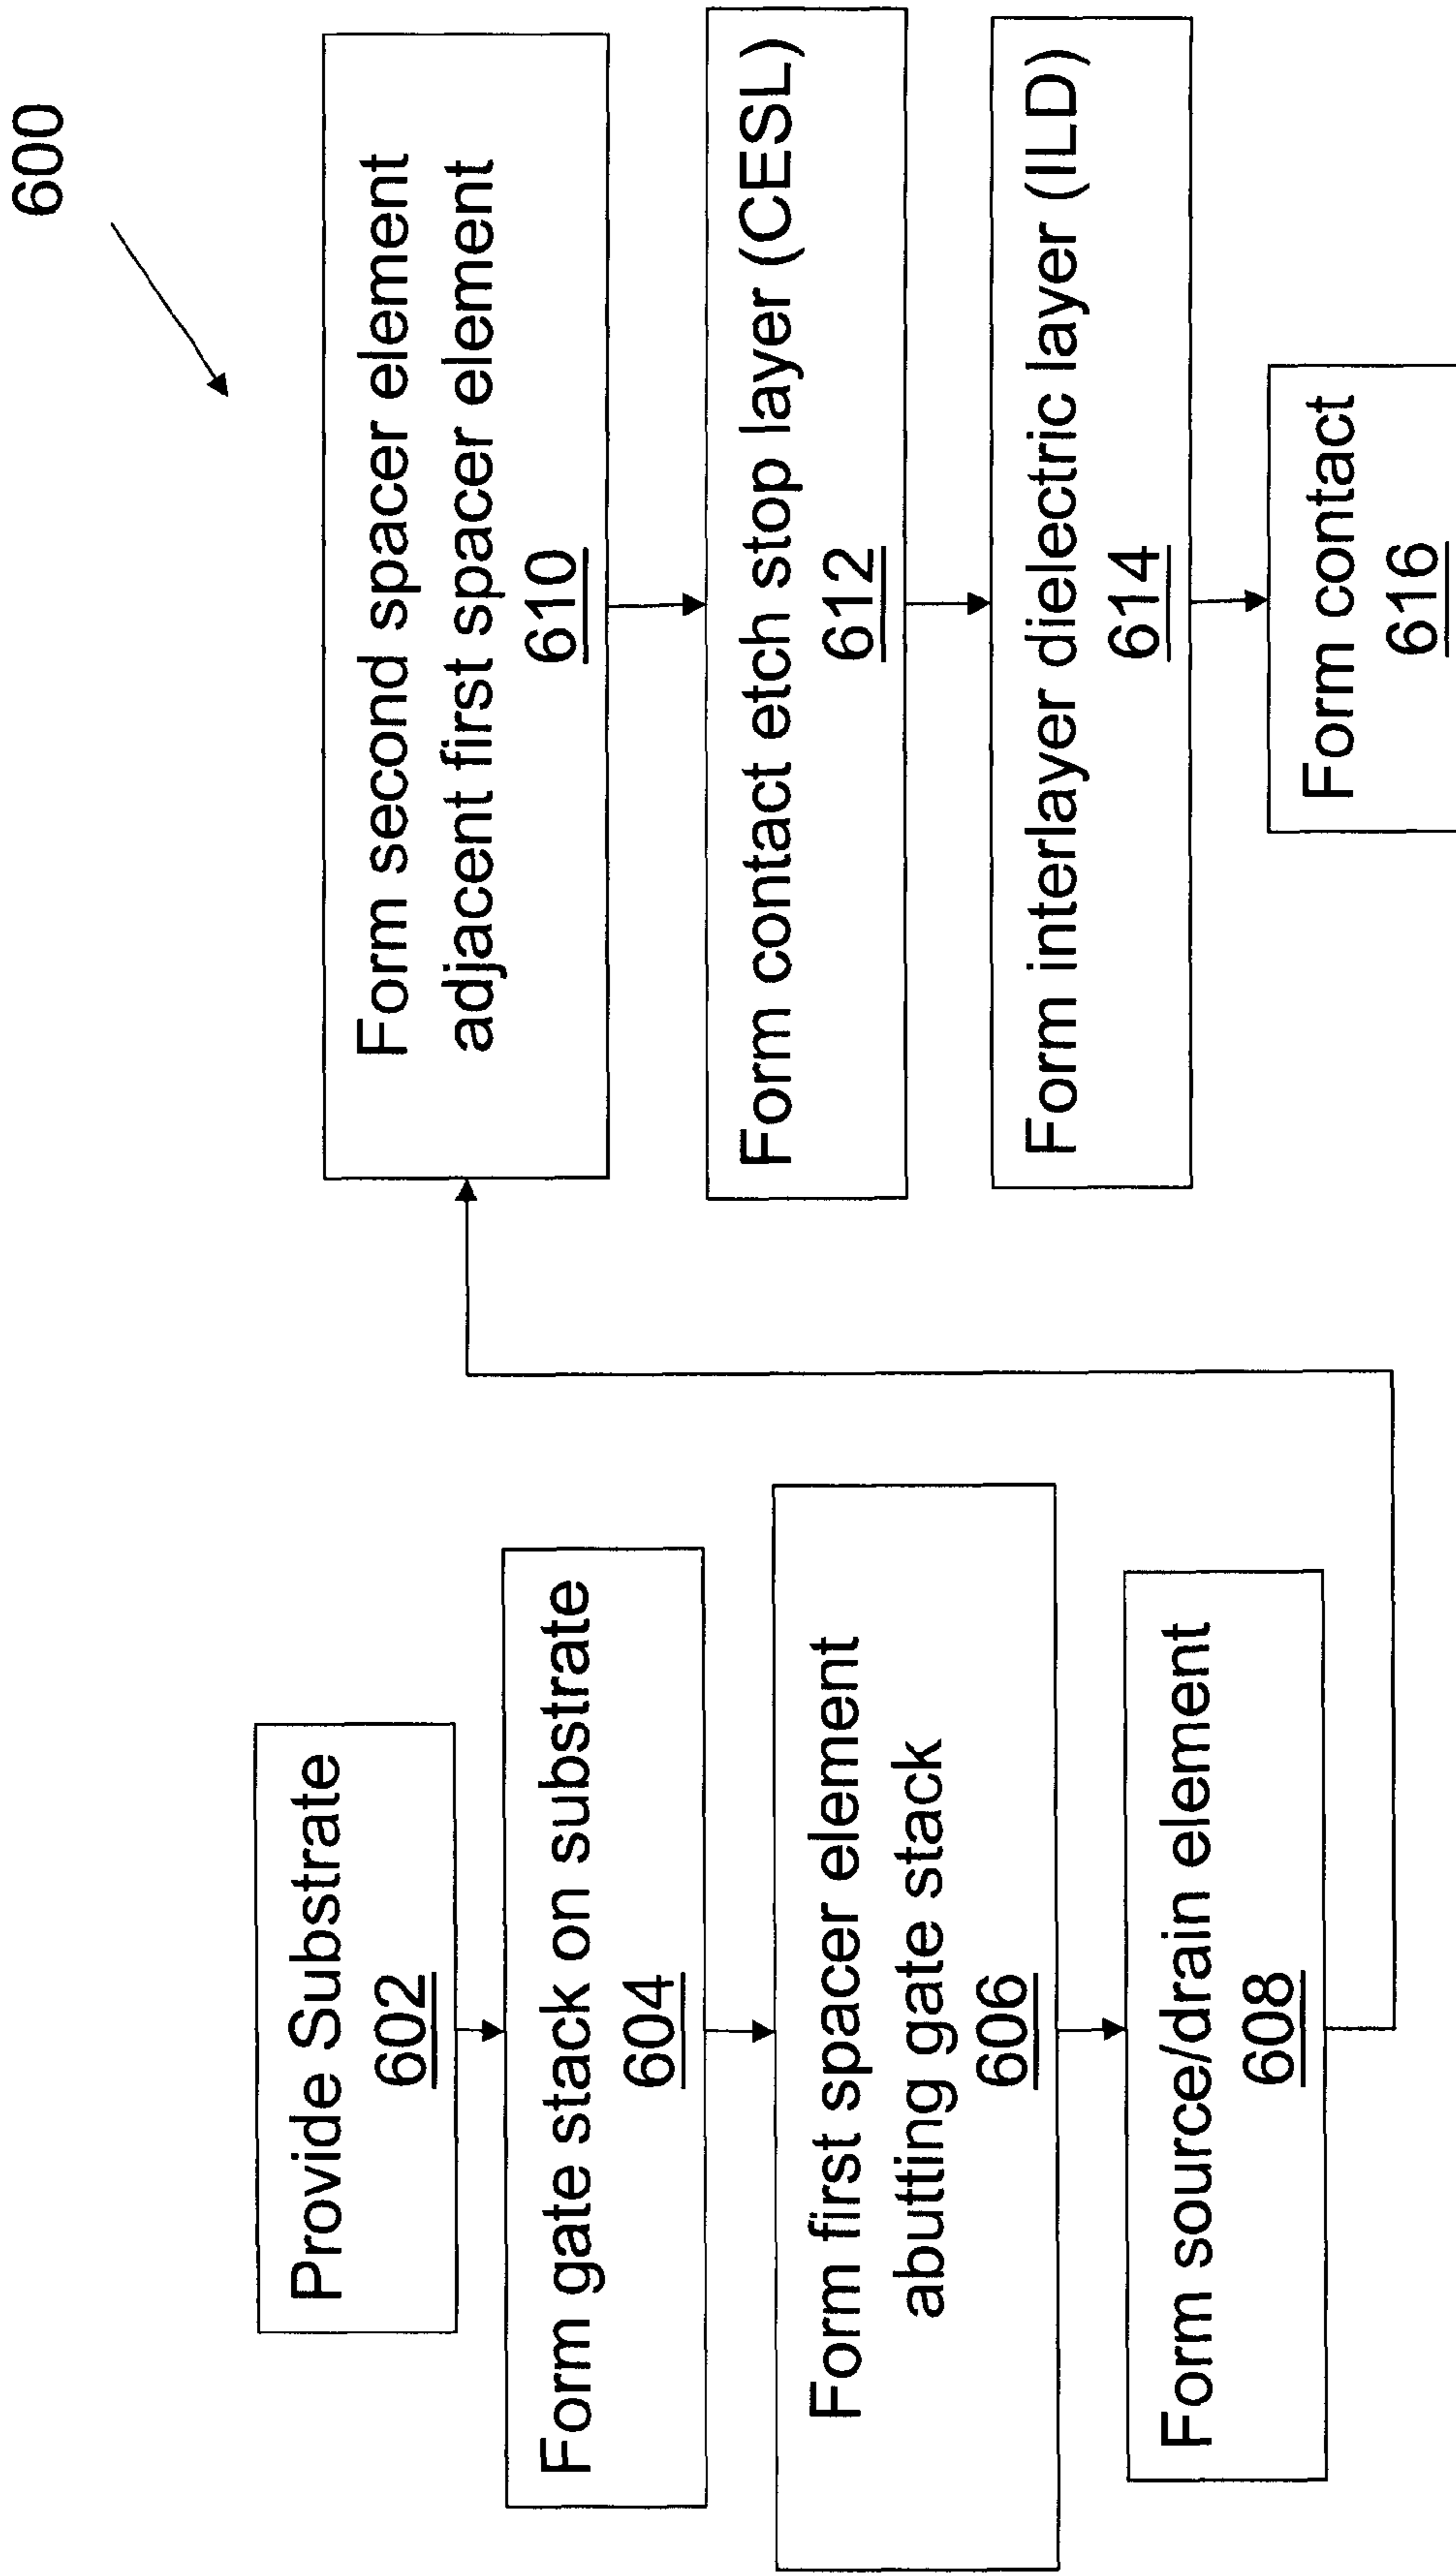 600
Provide Substrate
602
Form gate stack on substrate
604
Form first spacer element
abutting gate stack
606
Form source/drain element
608
Form second spacer element
adjacent first spacer element
610
Form contact etch stop layer (CESL)
612
Form interlayer dielectric layer (ILD)
614
Form contact
616